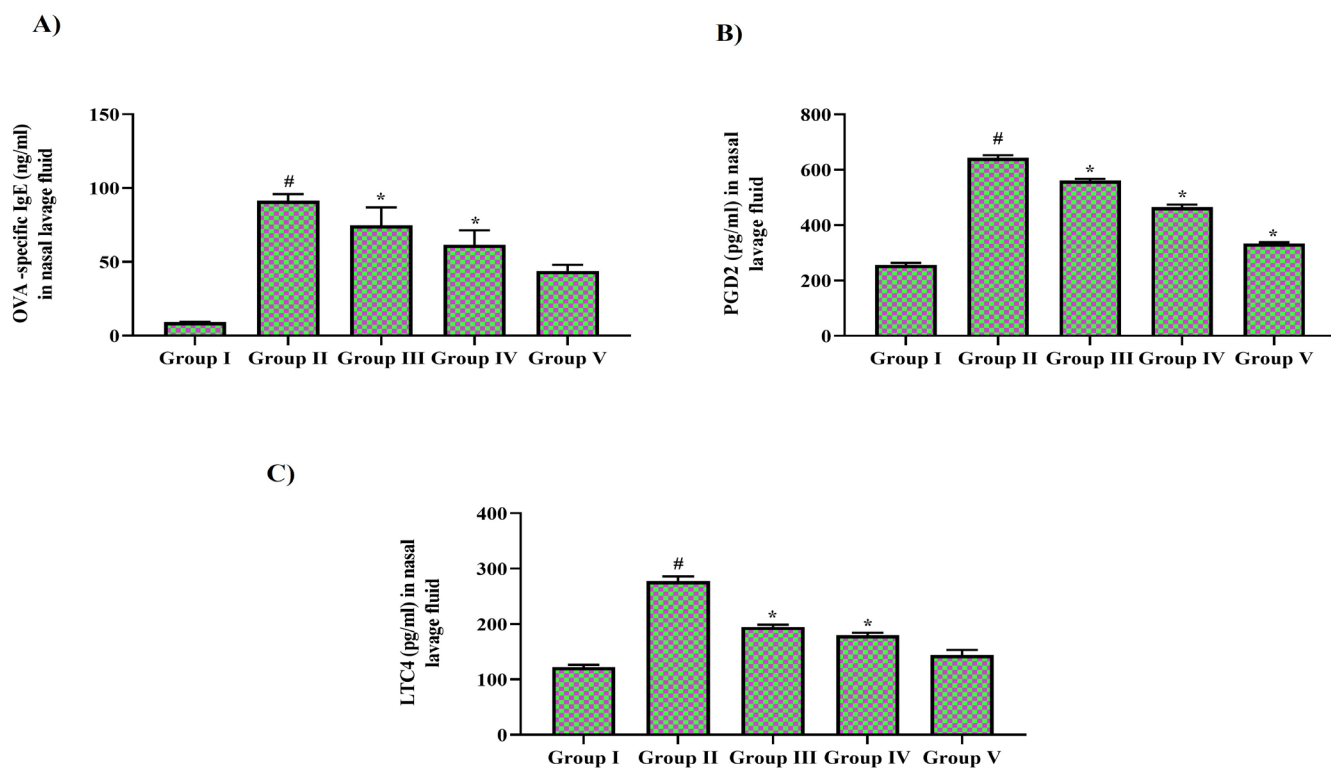 A)
OVA -specific IgE (ng/ml)
in nasal lavage fluid
150
100
50
0
#
*
*
Group I Group II Group III Group IV Group V
B)
PGD2 (pg/ml) in nasal
lavage fluid
800
600
400
200
0
#
*
*
*
Group I Group II Group III Group IV Group V
C)
LTC4 (pg/ml) in nasal
lavage fluid
400
300
200
100
0
#
*
*
Group I Group II Group III Group IV Group V